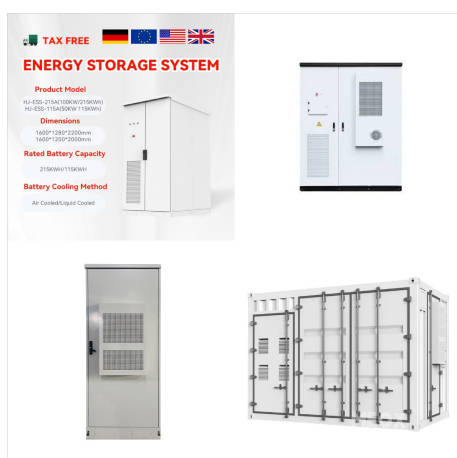 TAX FREE
ENERGY STORAGE SYSTEM
Product Model
HJ-ESS-215A(100KW/215KWh)
HJ-ESS-115A(50KW 115KWh)
Dimensions
1600*1280*2200mm
1600*1200*2000mm
Rated Battery Capacity
215KWH/115KWH
Battery Cooling Method
Air Cooled/Liquid Cooled